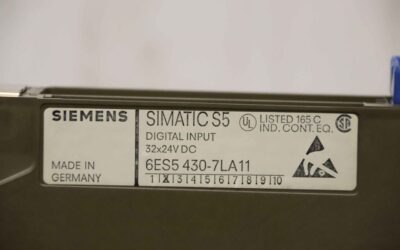 SIEMENS
MADE IN
GERMANY
SIMATIC S5
DIGITAL INPUT
32x24V DC
6ES5 430-7LA11
1|X|3|4|5|6|7|8|9|10
UL LISTED 165 C
IND. CONT. EQ.